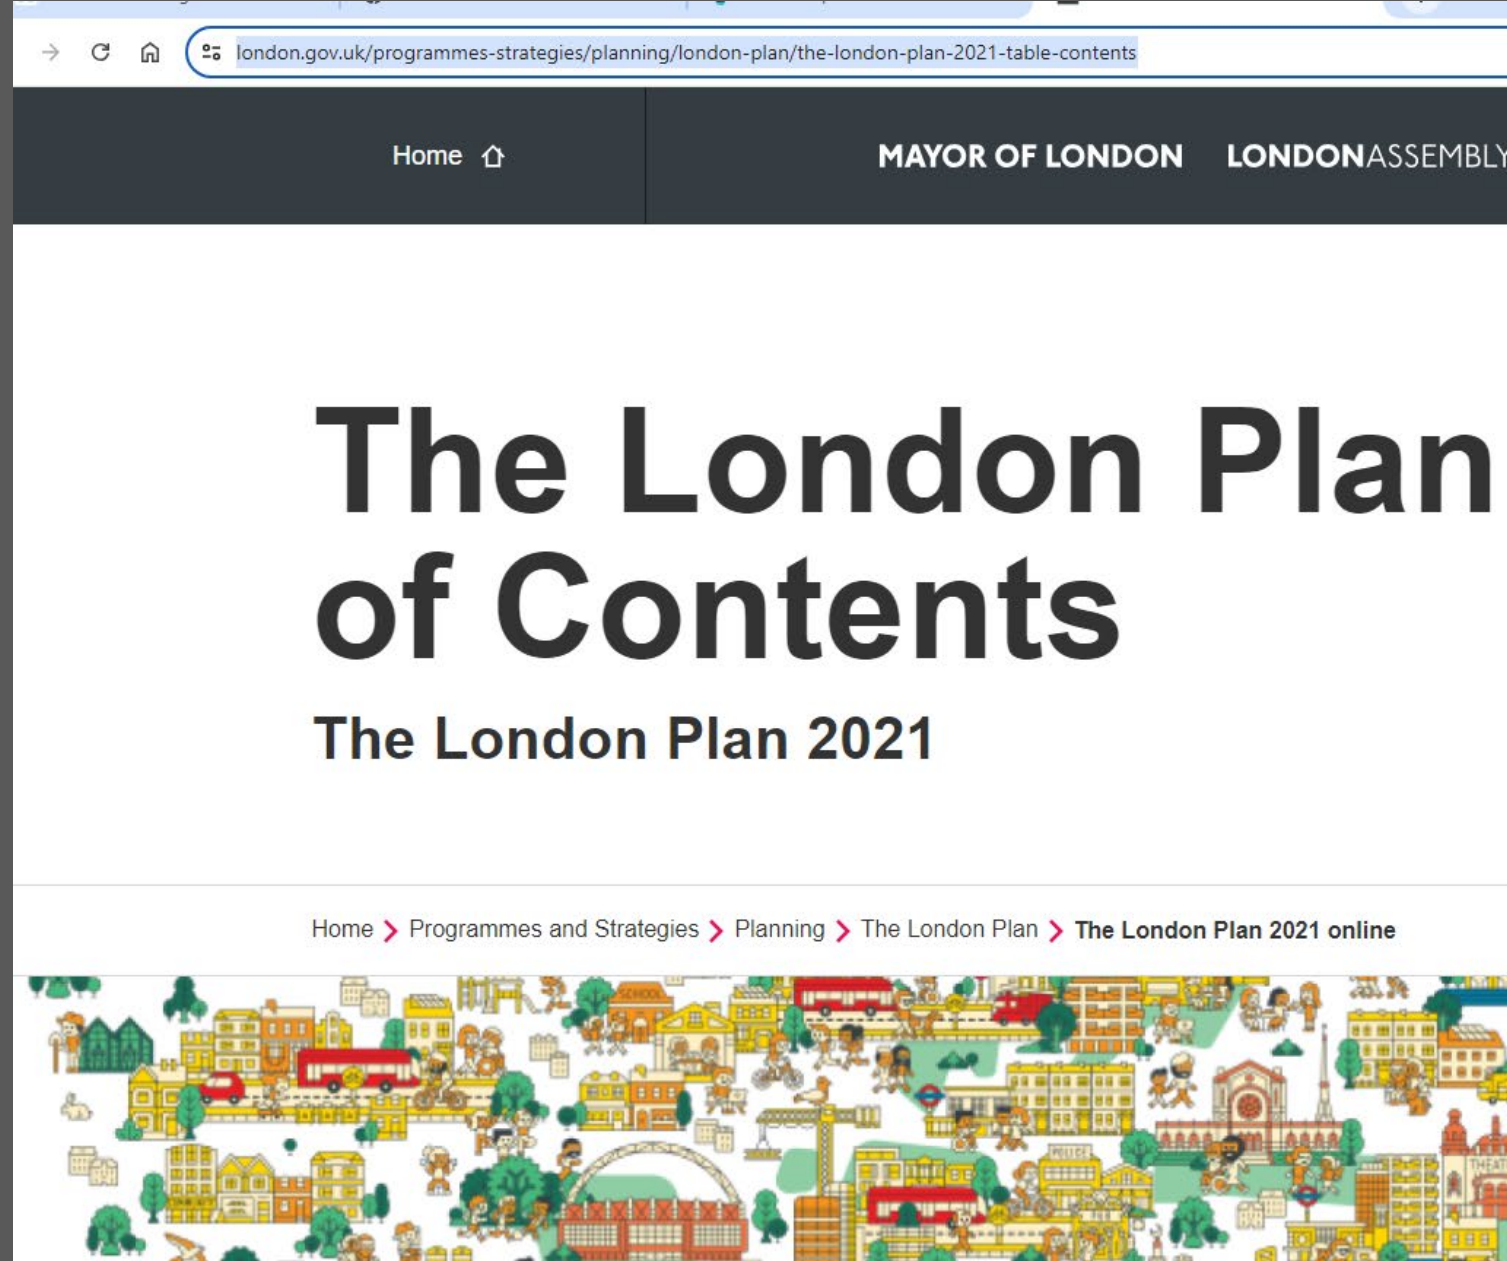 london.gov.uk/programmes-strategies/planning/london-plan/the-london-plan-2021-table-contents
Home
MAYOR OF LONDON LONDONASSEMBLY
The London Plan
of Contents
The London Plan 2021
Home Programmes and Strategies Planning The London Plan The London Plan 2021 online
SCHOOL
POLICE